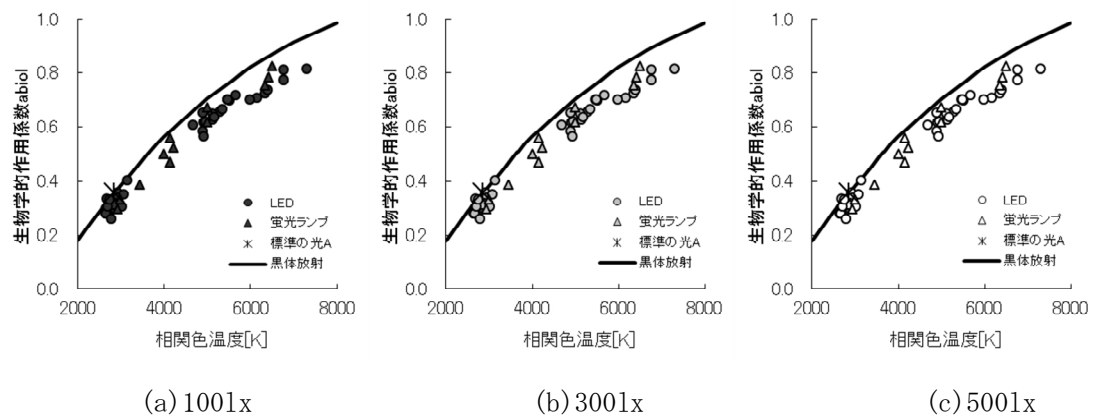 生物学的作用係数abiol
1.0
0.8
0.6
0.4
0.2
0.0
2000 4000 6000 8000
相関色温度[K]
LED
蛍光ランプ
標準の光A
黒体放射
(a)100lx
生物学的作用係数abiol
1.0
0.8
0.6
0.4
0.2
0.0
2000 4000 6000 8000
相関色温度[K]
LED
蛍光ランプ
標準の光A
黒体放射
(b)300lx
生物学的作用係数abiol
1.0
0.8
0.6
0.4
0.2
0.0
2000 4000 6000 8000
相関色温度[K]
LED
蛍光ランプ
標準の光A
黒体放射
(c)500lx